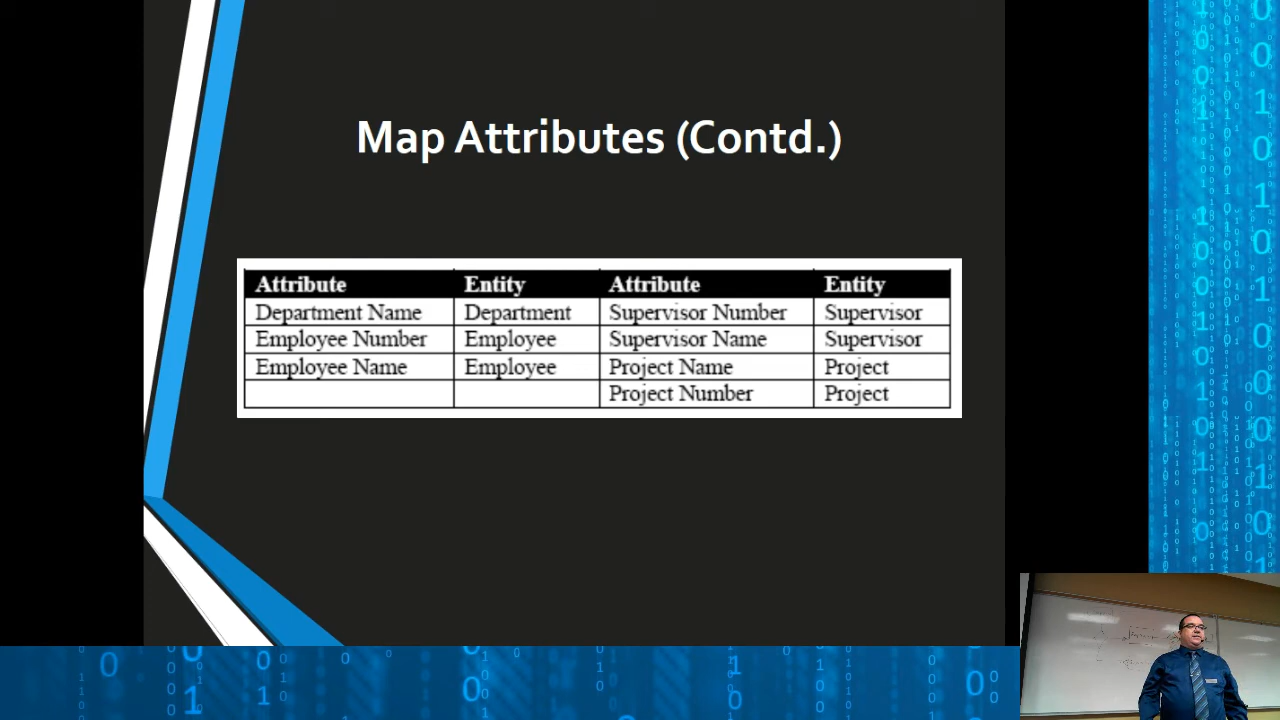 Map Attributes (Contd.)
Attribute Entity Attribute Entity
Department Name Department Supervisor Number Supervisor
Employee Number Employee Supervisor Name Supervisor
Employee Name Employee Project Name Project
Project Number Project